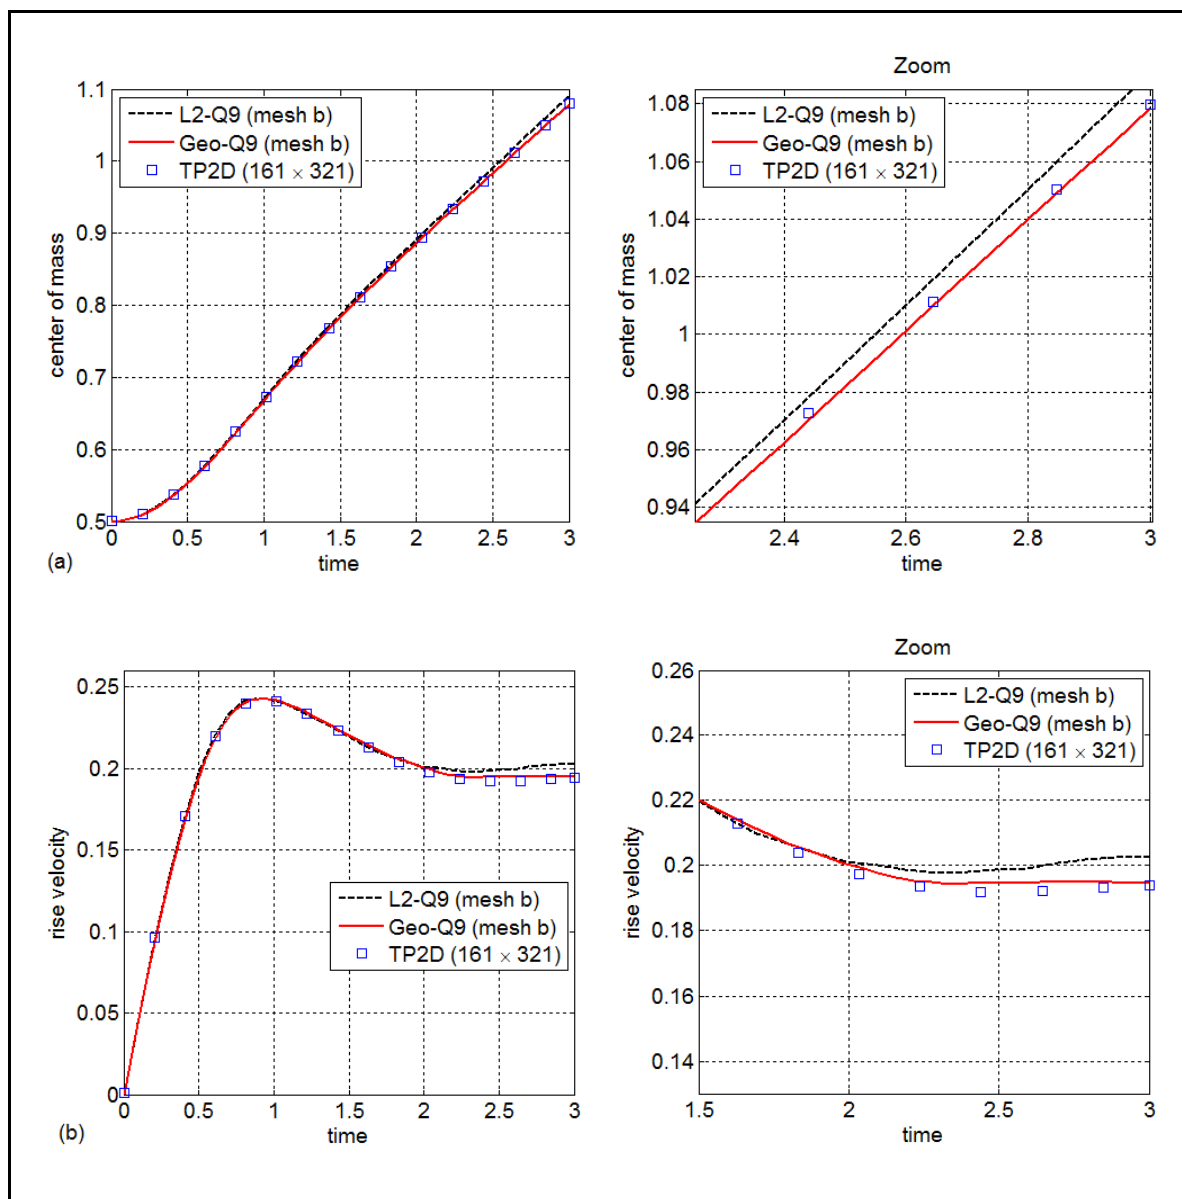 1.1
1
0.9
0.8
0.7
0.6
0.5
center of mass
L2-Q9 (mesh b)
Geo-Q9 (mesh b)
TP2D (161 × 321)
0 0.5 1 1.5 2 2.5 3
time
(a)
Zoom
1.08
1.06
1.04
1.02
1
0.98
0.96
0.94
center of mass
L2-Q9 (mesh b)
Geo-Q9 (mesh b)
TP2D (161 × 321)
2.4 2.6 2.8 3
time
0.25
0.2
0.15
0.1
0.05
0
rise velocity
L2-Q9 (mesh b)
Geo-Q9 (mesh b)
TP2D (161 × 321)
0 0.5 1 1.5 2 2.5 3
time
(b)
Zoom
0.26
0.24
0.22
0.2
0.18
0.16
0.14
rise velocity
L2-Q9 (mesh b)
Geo-Q9 (mesh b)
TP2D (161 × 321)
1.5 2 2.5 3
time